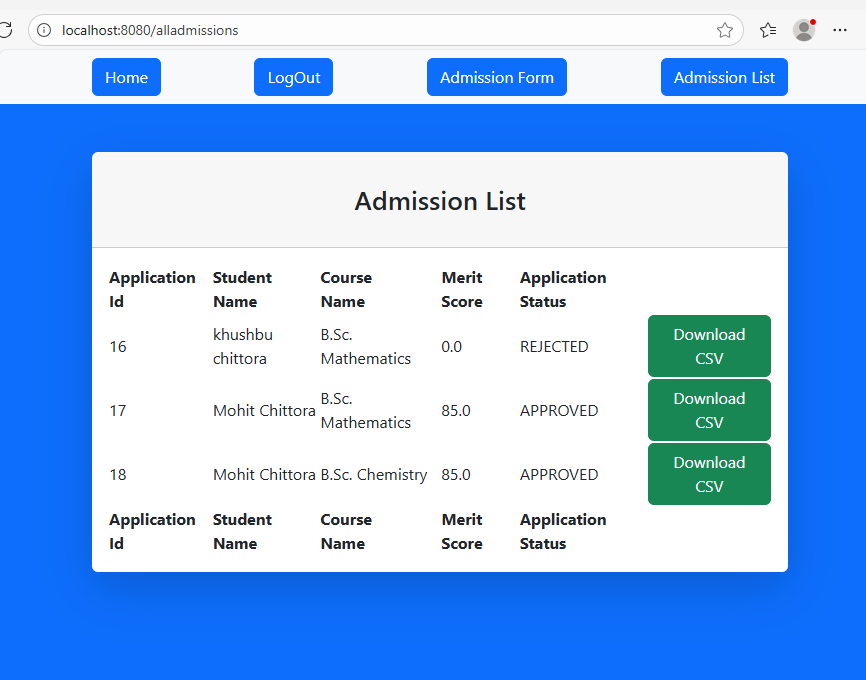 localhost:8080/alladmissions
Home LogOut Admission Form Admission List
Admission List
Application Student Course Merit Application
Id Name Name Score Status
khushbu B.Sc. Download
16 0.0 REJECTED
chittora Mathematics CSV
B.Sc. Download
17 Mohit Chittora 85.0 APPROVED
Mathematics CSV
Download
18 Mohit Chittora B.Sc. Chemistry 85.0 APPROVED
CSV
Application Student Course Merit Application
Id Name Name Score Status